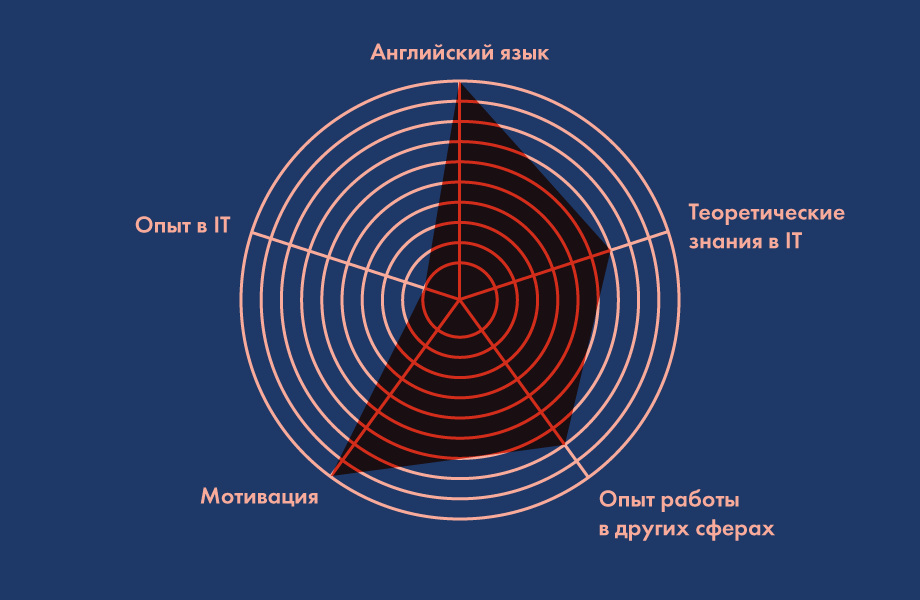 Английский язык
Теоретические
знания в IT
Опыт в IT
Мотивация
Опыт работы
в других сферах